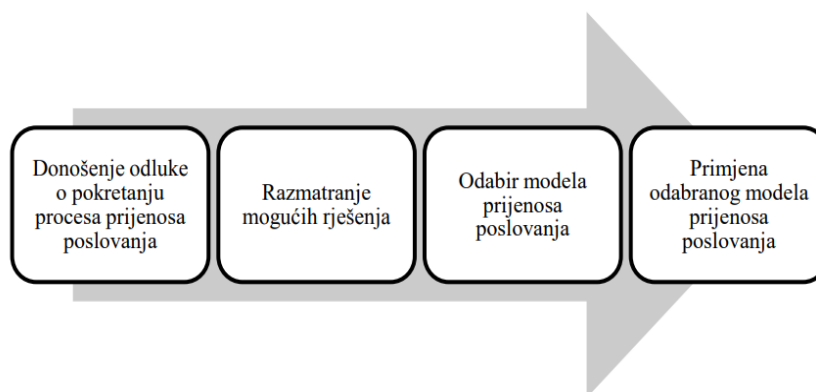 Donošenje odluke
o pokretanju
procesa prijenosa
poslovanja
Razmatranje
mogućih rješenja
Odabir modela
prijenosa
poslovanja
Primjena
odabranog modela
prijenosa
poslovanja